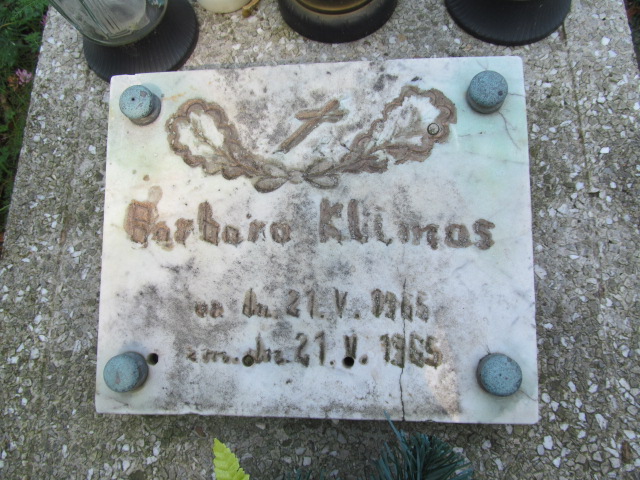 Barbara Klimas
ur. dn. 21. V. 1965
zm. dn. 21. V. 1965